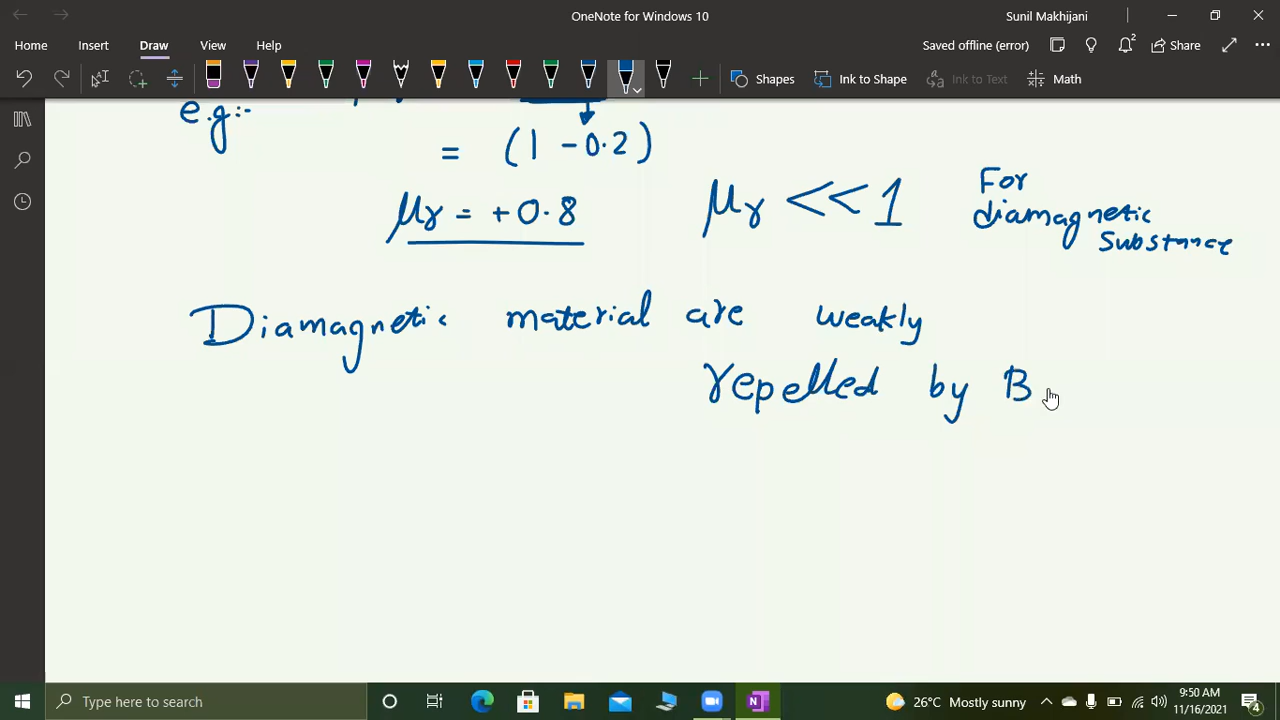 OneNote for Windows 10
Sunil Makhijani
Home Insert Draw View Help
Saved offline (error) Share
Shapes Ink to Shape Ink to Text Math
e.g:-
= (1 - 0.2)
μr = +0.8
μr <<1
For
diamagnetic
Substance
Diamagnetic material are weakly
repelled by B
Type here to search
26°C Mostly sunny
9:50 AM
11/16/2021
4